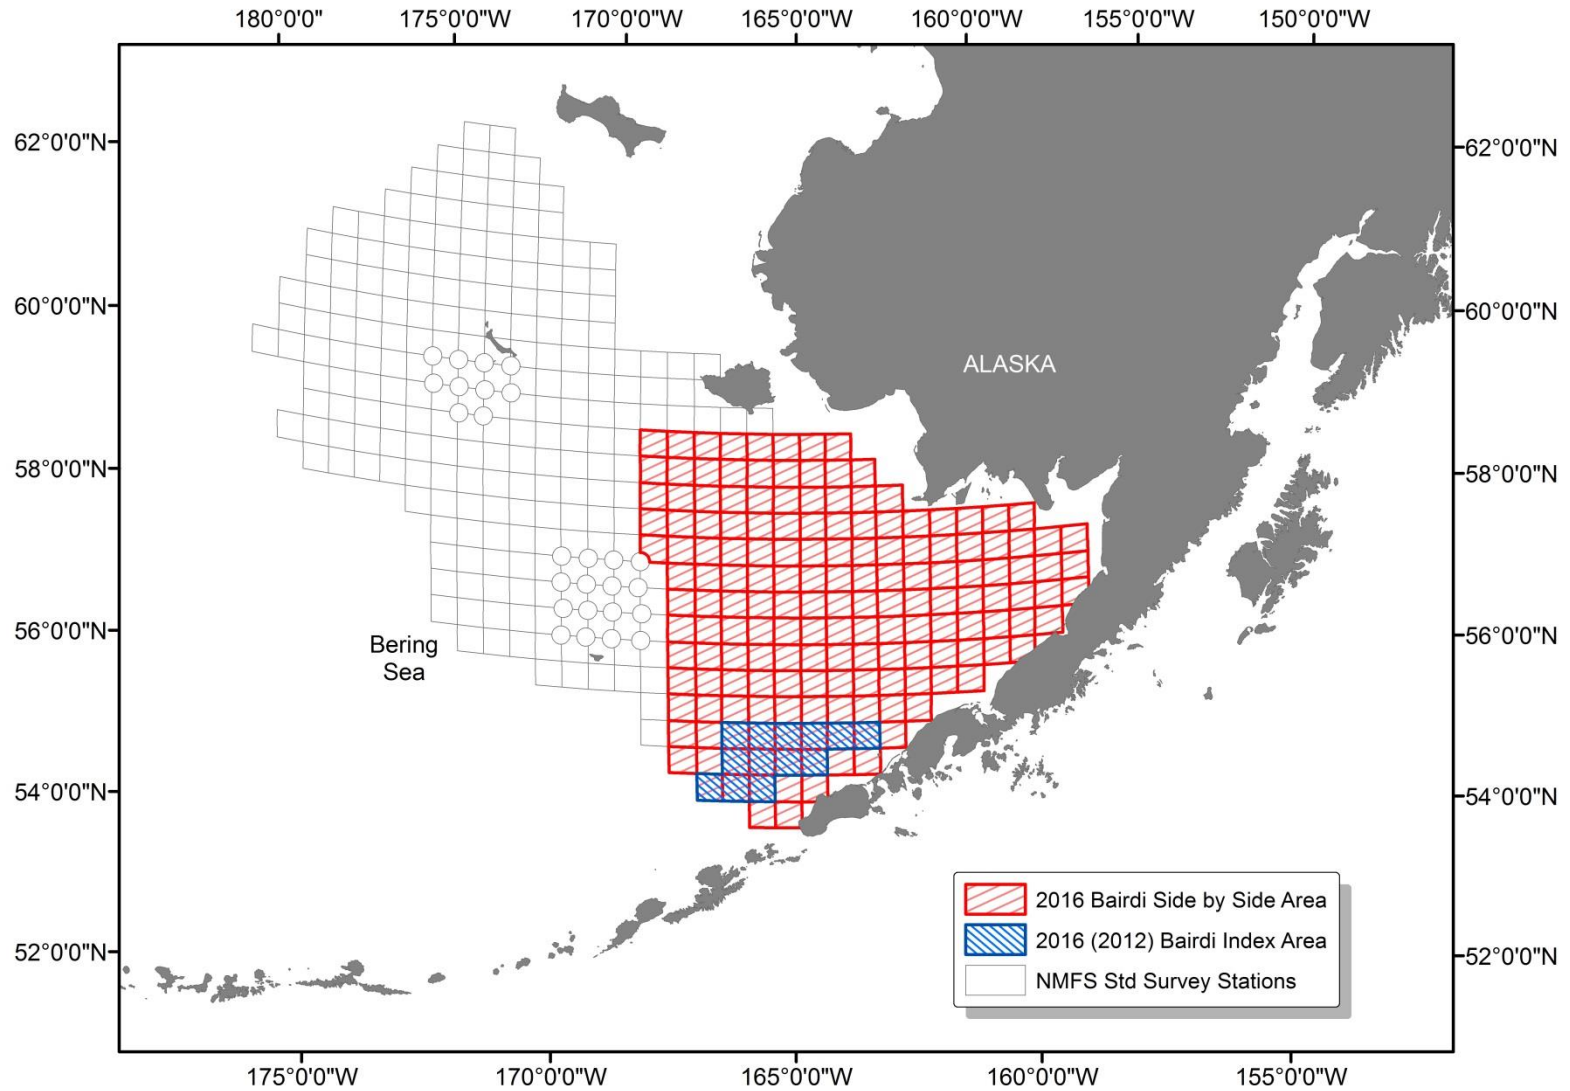 180°0'0" 175°0'0"W 170°0'0"W 165°0'0"W 160°0'0"W 155°0'0"W 150°0'0"W
62°0'0"N 62°0'0"N
60°0'0"N 60°0'0"N
ALASKA
58°0'0"N 58°0'0"N
56°0'0"N 56°0'0"N
Bering
Sea
54°0'0"N 54°0'0"N
2016 Bairdi Side by Side Area
2016 (2012) Bairdi Index Area
52°0'0"N 52°0'0"N
NMFS Std Survey Stations
175°0'0"W 170°0'0"W 165°0'0"W 160°0'0"W 155°0'0"W